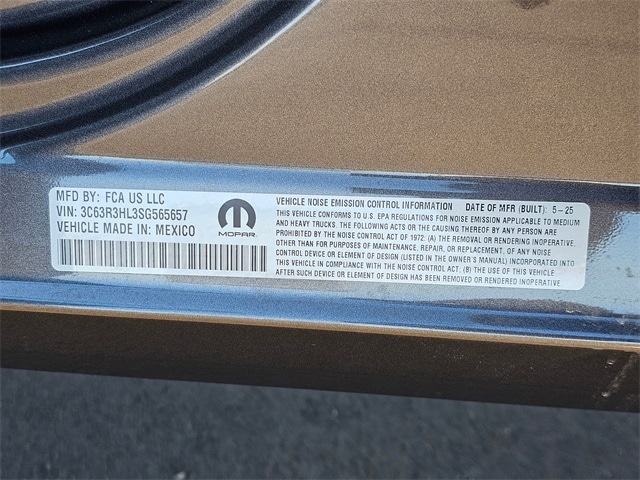 MFD BY: FCA US LLC
VIN: 3C63R3HL3SG565657
VEHICLE MADE IN: MEXICO
MOPAR
VEHICLE NOISE EMISSION CONTROL INFORMATION DATE OF MFR (BUILT): 5-25
THIS VEHICLE CONFORMS TO U.S. EPA REGULATIONS FOR NOISE EMISSION APPLICABLE TO MEDIUM
AND HEAVY TRUCKS. THE FOLLOWING ACTS OR THE CAUSING THEREOF BY ANY PERSON ARE
PROHIBITED BY THE NOISE CONTROL ACT OF 1972: (A) THE REMOVAL OR RENDERING INOPERATIVE,
OTHER THAN FOR PURPOSES OF MAINTENANCE, REPAIR, OR REPLACEMENT, OF ANY NOISE
CONTROL DEVICE OR ELEMENT OF DESIGN (LISTED IN THE OWNER'S MANUAL) INCORPORATED INTO
THIS VEHICLE IN COMPLIANCE WITH THE NOISE CONTROL ACT; (B) THE USE OF THIS VEHICLE
AFTER SUCH DEVICE OR ELEMENT OF DESIGN HAS BEEN REMOVED OR RENDERED INOPERATIVE